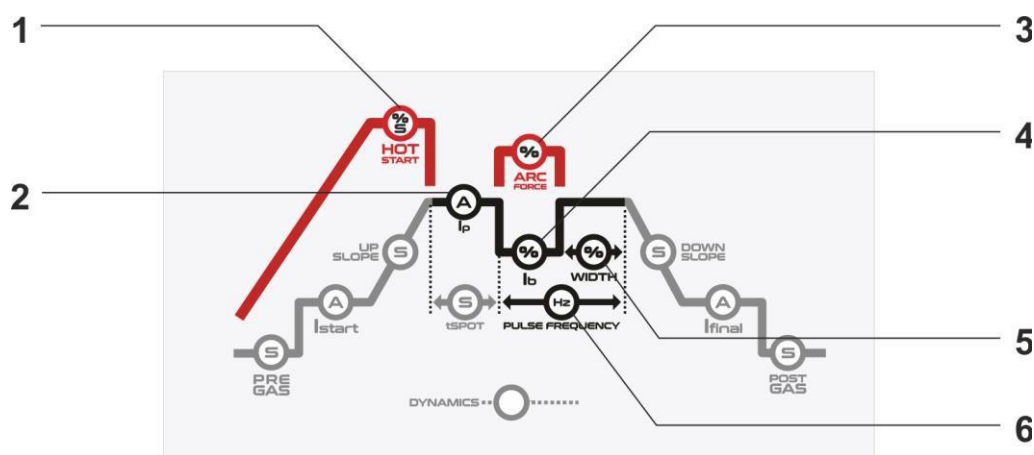 1
3
%
S
HOT
START
%
ARC
FORCE
4
2
A
Ip
UP
SLOPE
S
%
Ib
%
WIDTH
S
DOWN
SLOPE
A
Istart
S
tSPOT
Hz
PULSE FREQUENCY
A
Ifinal
5
S
PRE
GAS
S
POST
GAS
DYNAMICS
6